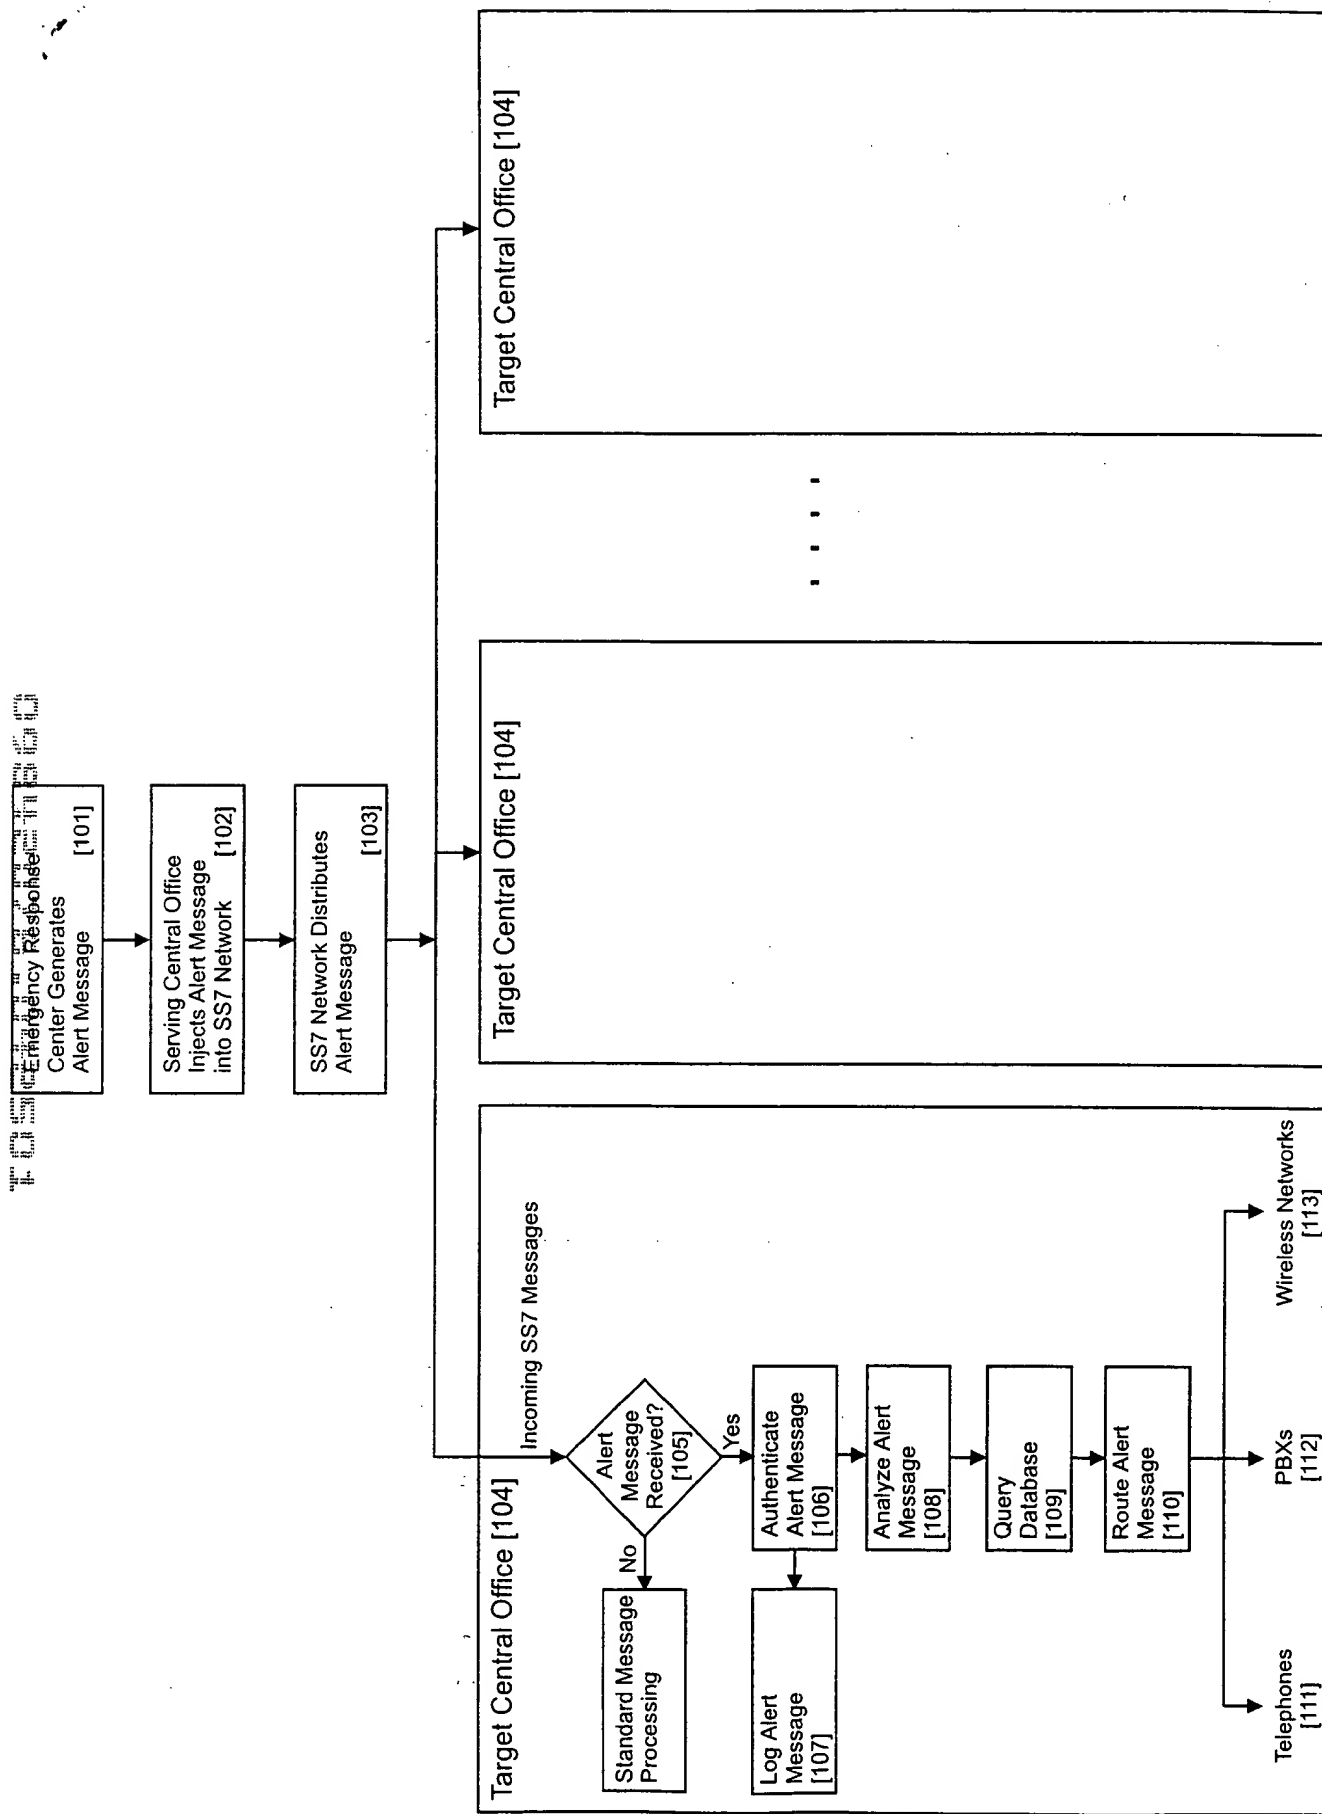 Emergency Response
Center Generates
Alert Message [101]
Serving Central Office
Injects Alert Message
into SS7 Network [102]
SS7 Network Distributes
Alert Message
[103]
Target Central Office [104]
Incoming SS7 Messages
Alert
Message
Received?
[105]
No
Yes
Standard Message
Processing
Authenticate
Alert Message
[106]
Log Alert
Message
[107]
Analyze Alert
Message
[108]
Query
Database
[109]
Route Alert
Message
[110]
Telephones
[111]
PBXs
[112]
Wireless Networks
[113]
Target Central Office [104]
Target Central Office [104]